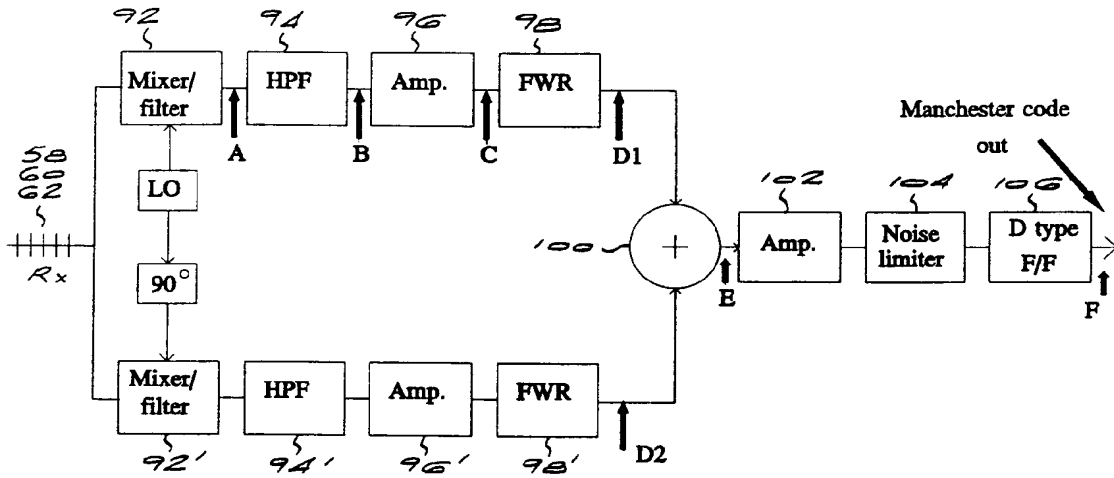 92
94
96
98
Mixer/
filter
HPF
Amp.
FWR
A
B
C
D1
Manchester code
out
58
60
62
Rx
LO
90°
100
102
104
106
+
Amp.
Noise
limiter
D type
F/F
E
F
Mixer/
filter
HPF
Amp.
FWR
D2
92'
94'
96'
98'